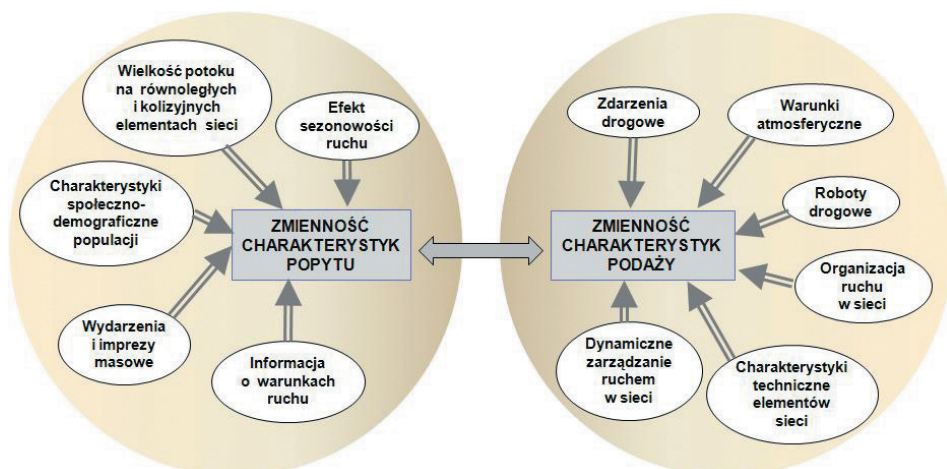 Wielkość potoku
na równoległych
i kolizyjnych
elementach sieci
Efekt
sezonowości
ruchu
Charakterystyki
społeczno-
demograficzne
populacji
ZMIENNOŚĆ
CHARAKTERYSTYK
POPYTU
Wydarzenia
i imprezy
masowe
Informacja
o warunkach
ruchu
Zdarzenia
drogowe
Warunki
atmosferyczne
Roboty
drogowe
ZMIENNOŚĆ
CHARAKTERYSTYK
PODAŻY
Organizacja
ruchu
w sieci
Dynamiczne
zarządzanie
ruchem
w sieci
Charakterystyki
techniczne
elementów
sieci